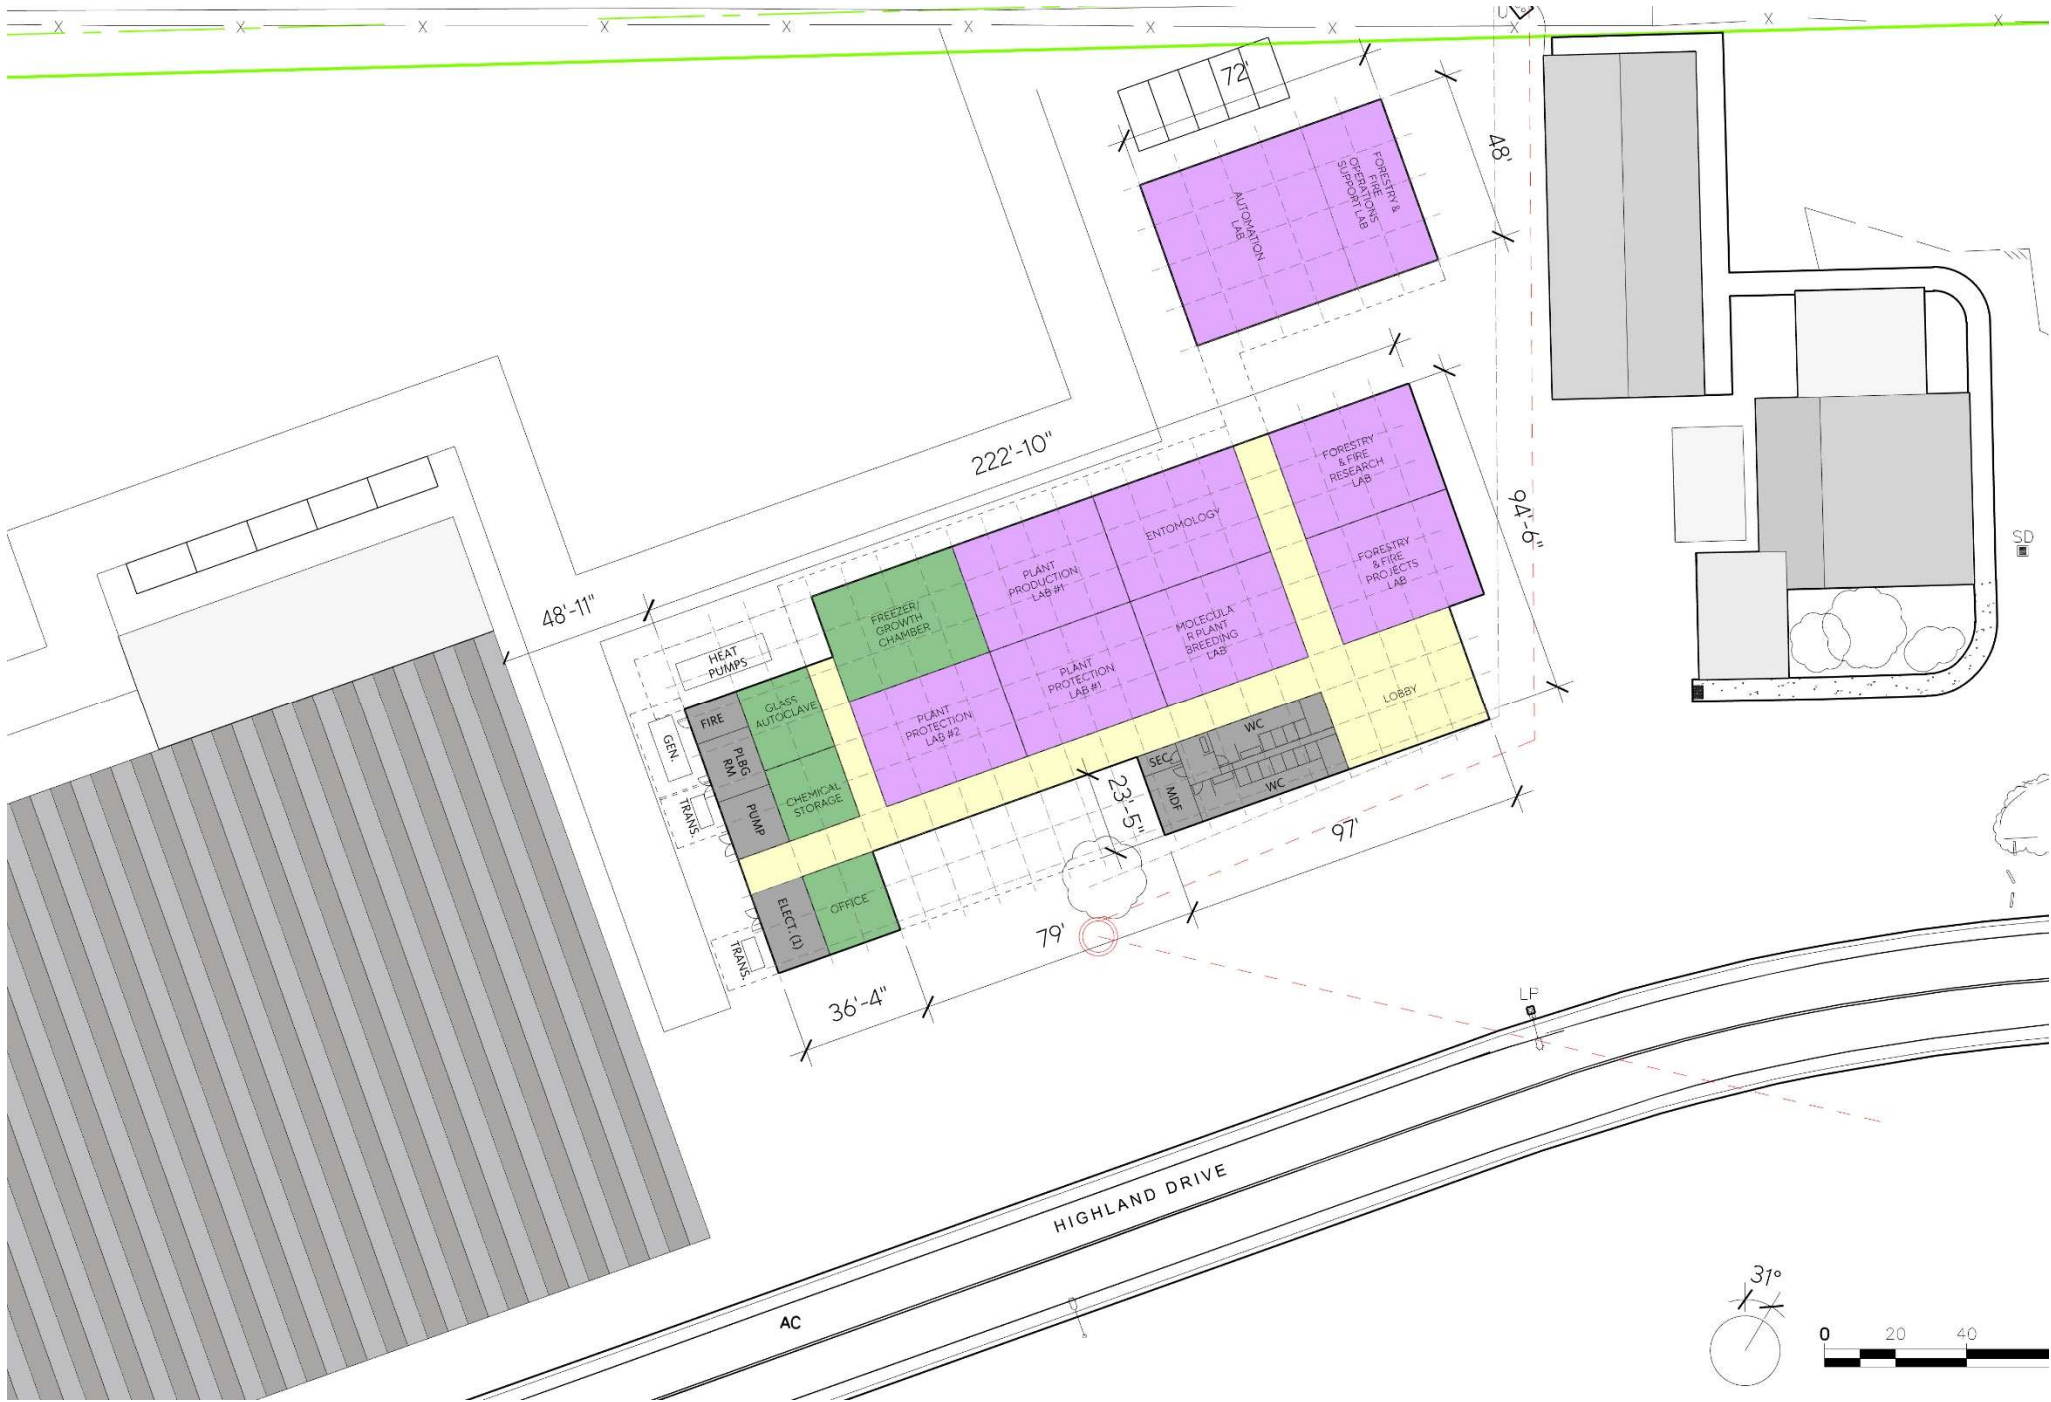 U
72'
48'
AUTOMATION
LAB
FORESTRY &
FIRE
OPERATIONS
SUPPORT LAB
222'-10"
48'-11"
94'-6"
SD
FORESTRY
& FIRE
RESEARCH
LAB
ENTOMOLOGY
PLANT
PRODUCTION
LAB #1
FREEZER/
GROWTH
CHAMBER
FORESTRY
& FIRE
PROJECTS
LAB
MOLECULA
R PLANT
BREEDING
LAB
PLANT
PROTECTION
LAB #1
PLANT
PROTECTION
LAB #2
HEAT
PUMPS
GLASS
AUTOCLAVE
FIRE
GEN.
PLBG
RM
CHEMICAL
STORAGE
PUMP
TRANS.
LOBBY
WC
SEC.
MDF
WC
23'-5"
97'
ELECT. (1)
OFFICE
TRANS.
79'
36'-4"
LP
HIGHLAND DRIVE
AC
31°
0 20 40